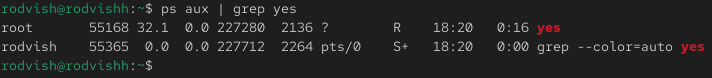 rodvish@rodvishh:~$ ps aux | grep yes
root       55168 32.1  0.0 227280  2136 ?        R    18:20   0:16 yes
rodvish    55365  0.0  0.0 227712  2264 pts/0    S+   18:20   0:00 grep --color=auto yes
rodvish@rodvishh:~$